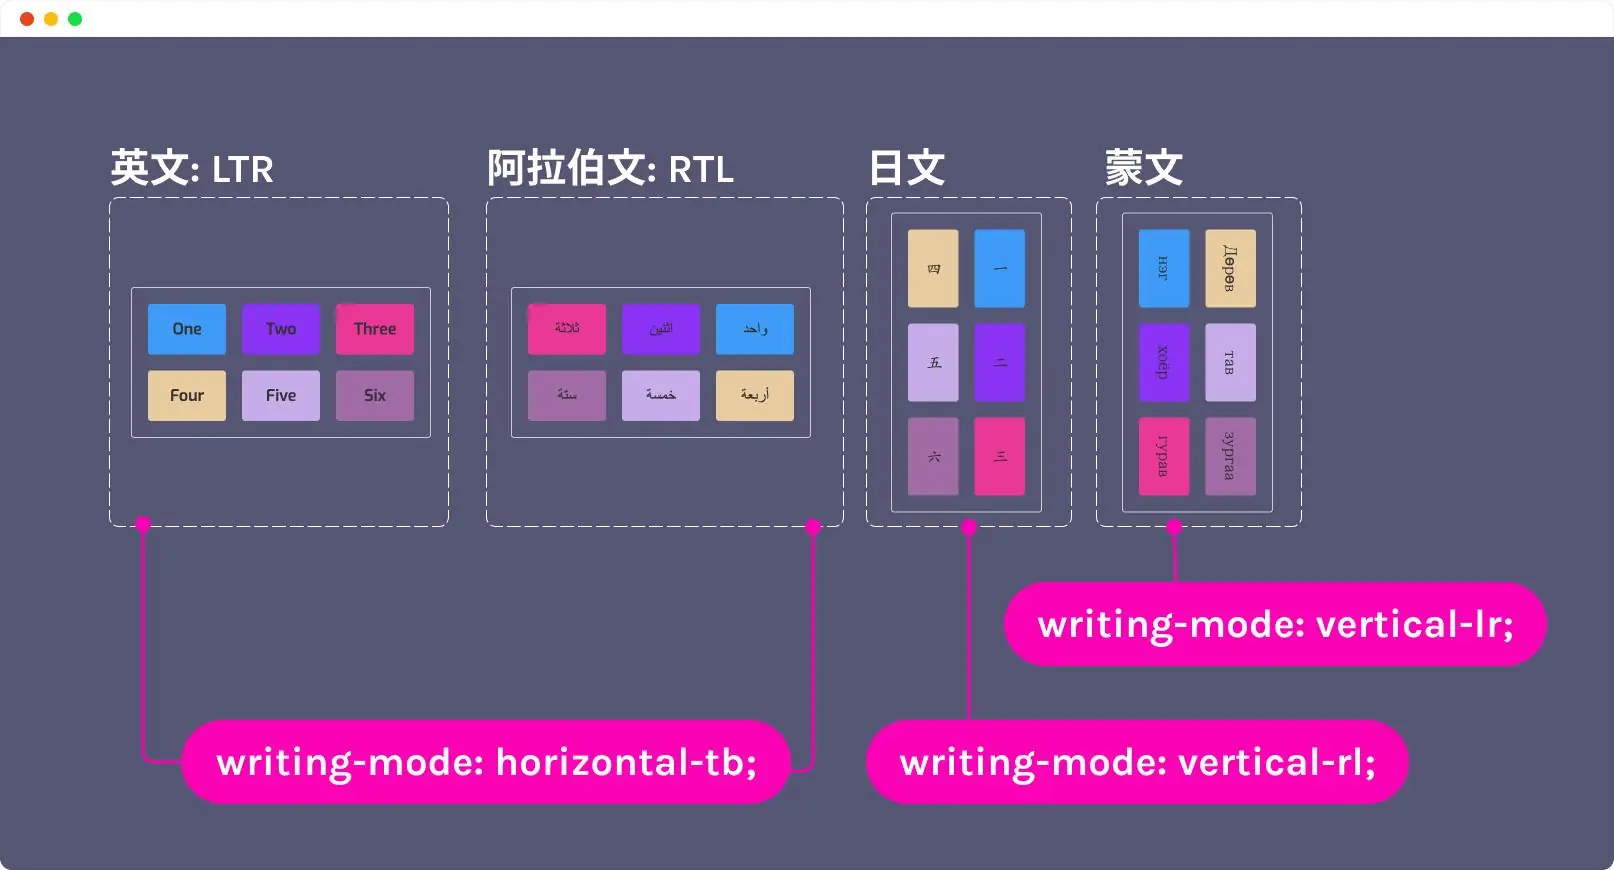 英文: LTR
One Two Three
Four Five Six
阿拉伯文: RTL
واحد اثنين ثلاثة
أربعة خمسة ستة
日文
一
二
三
四
五
六
蒙文
нэг
хоёр
гурав
Дөрөв
тав
зургаа
writing-mode: vertical-lr;
writing-mode: horizontal-tb;
writing-mode: vertical-rl;